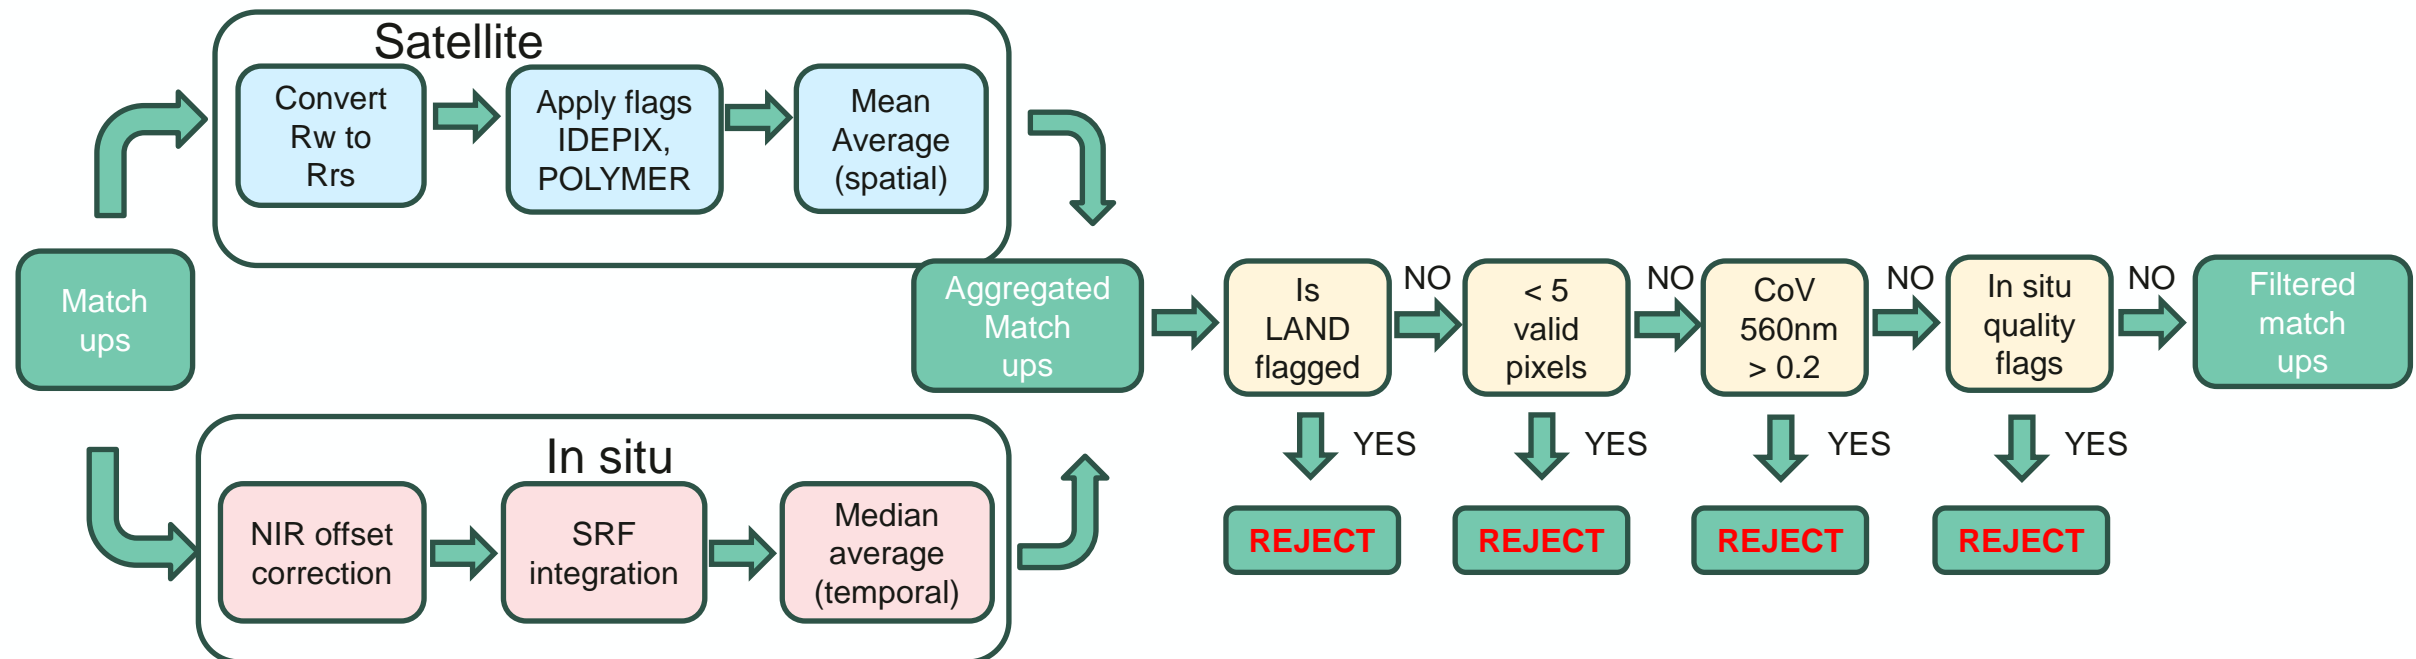 Satellite
Convert
Rw to
Rrs
Apply flags
IDEPIX,
POLYMER
Mean
Average
(spatial)
Match
ups
In situ
NIR offset
correction
SRF
integration
Median
average
(temporal)
Aggregated
Match
ups
Is
LAND
flagged
NO
YES
REJECT
< 5
valid
pixels
NO
YES
REJECT
CoV
560nm
> 0.2
NO
YES
REJECT
In situ
quality
flags
NO
YES
REJECT
Filtered
match
ups